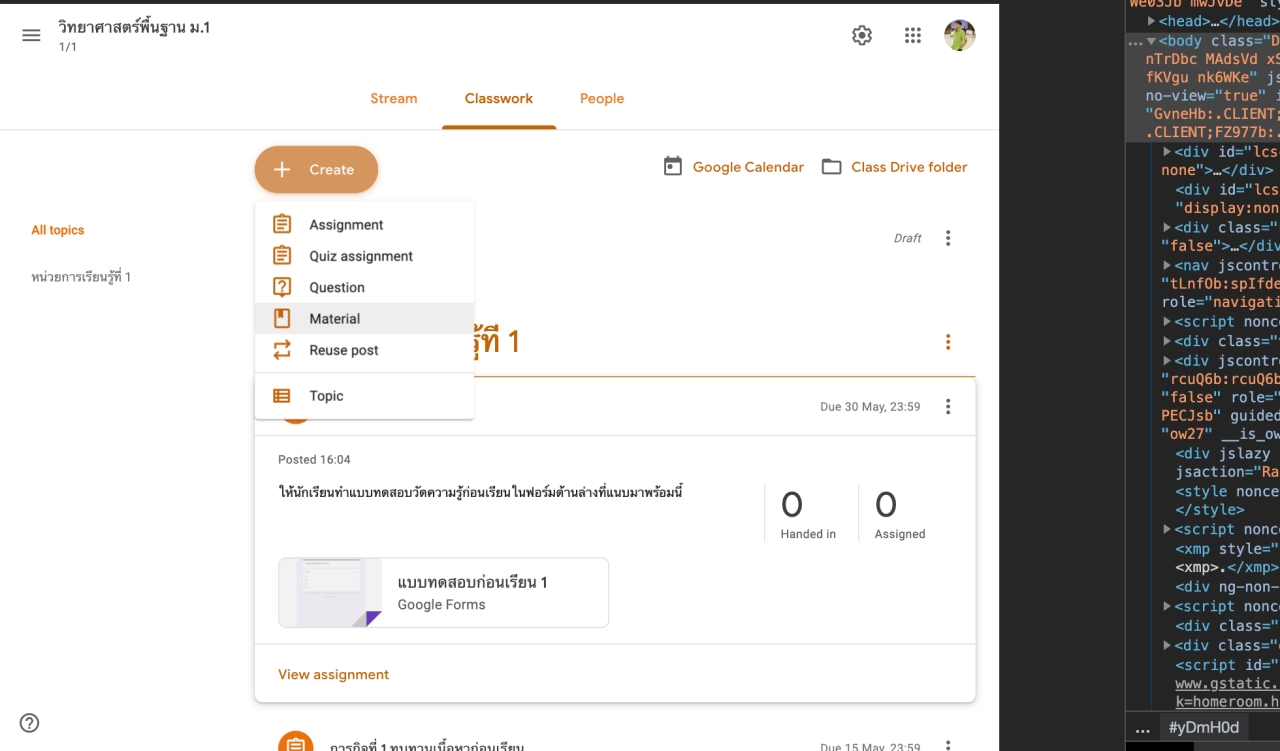 วิทยาศาสตร์พื้นฐาน ม.1
1/1
Stream
Classwork
People
Create
Google Calendar
Class Drive folder
All topics
หน่วยการเรียนรู้ที่ 1
Assignment
Quiz assignment
Question
Material
Reuse post
Topic
Draft
รู้ที่ 1
Due 30 May, 23:59
Posted 16:04
ให้นักเรียนทำแบบทดสอบวัดความรู้ก่อนเรียนในฟอร์มด้านล่างที่แนบมาพร้อมนี้
0
Handed in
0
Assigned
แบบทดสอบก่อนเรียน 1
Google Forms
View assignment
ภารกิจที่ 1 ทบทวนเนื้อหาก่อนเรียน
Due 15 May, 23:59
<head>…</head>
<body class="D
nTrDbc MAdsVd xS
fKVgu nk6WKe" js
no-view="true" i
"GvneHb:.CLIENT;
.CLIENT;FZ977b:.
<div id="lcs
none">…</div>
<div id="lcs
"display:non
<div class="
"false">…</div
<nav jscontro
"tLnfOb:spIfde
role="navigati
<script nonce
<div class="
<div jscontro
"rcuQ6b:rcuQ6b
"false" role="
PECJsb" guided
"ow27" __is_ow
<div jslazy
jsaction="Ra
<style nonce
</style>
<script nonce
<xmp style="
<xmp>.</xmp>
<div ng-non-
<script nonce
<div class="
<div class="
<script id="
www.gstatic.
k=homeroom.h
… #yDmH0d